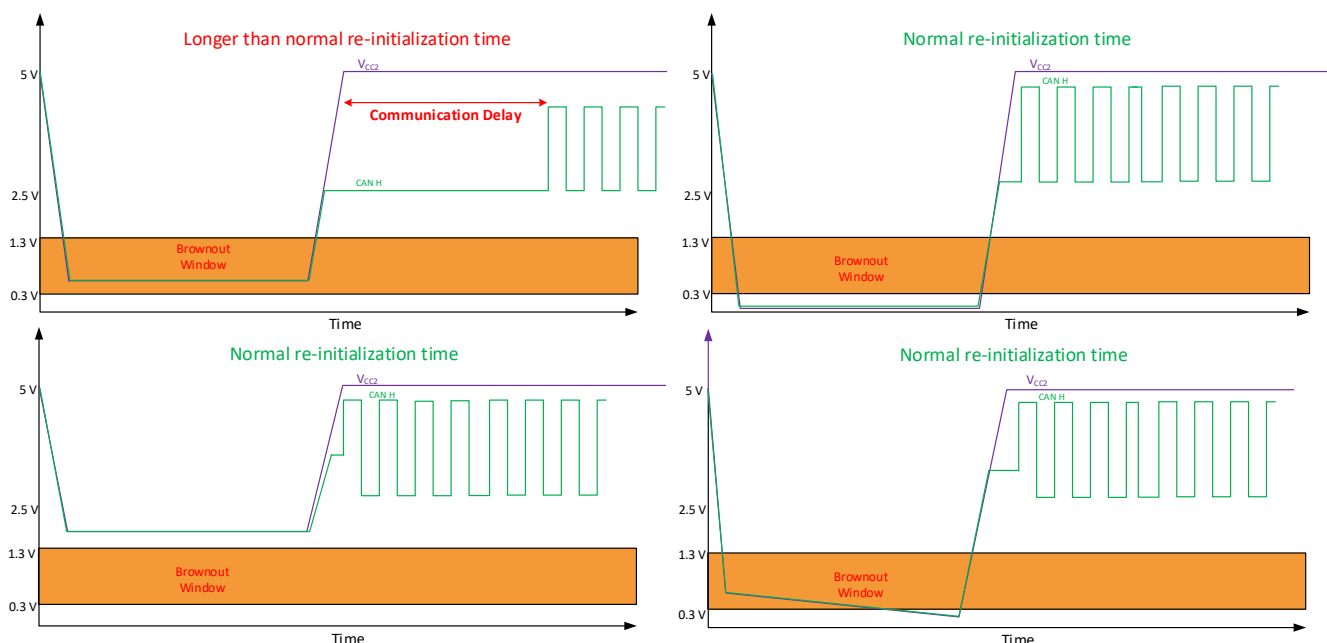 Longer than normal re-initialization time
VCC2
5 V
Communication Delay
CAN H
2.5 V
1.3 V
Brownout
Window
0.3 V
Time
Normal re-initialization time
VCC2
5 V
CAN H
2.5 V
1.3 V
Brownout
Window
0.3 V
Time
Normal re-initialization time
VCC2
5 V
CAN H
2.5 V
1.3 V
Brownout
Window
0.3 V
Time
Normal re-initialization time
VCC2
5 V
CAN H
2.5 V
1.3 V
Brownout
Window
0.3 V
Time